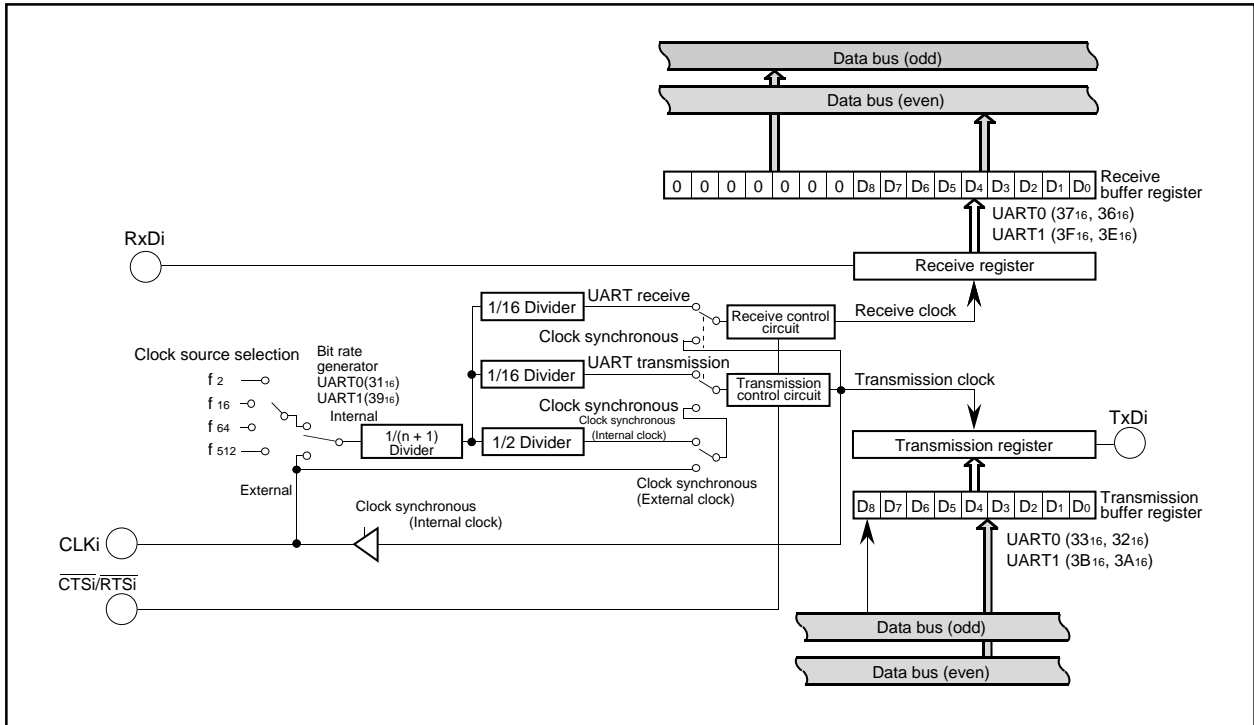 Data bus (odd)
Data bus (even)
0 0 0 0 0 0 0 D8 D7 D6 D5 D4 D3 D2 D1 D0
Receive
buffer register
UART0 (3716, 3616)
UART1 (3F16, 3E16)
RxDi
Receive register
1/16 Divider
UART receive
Receive control
circuit
Receive clock
Clock synchronous
Clock source selection
Bit rate
generator
UART0(3116)
UART1(3916)
Internal
f 2
f 16
f 64
f 512
1/(n + 1)
Divider
1/16 Divider
UART transmission
Transmission
control circuit
Transmission clock
Clock synchronous
1/2 Divider
Clock synchronous
(Internal clock)
Clock synchronous
(External clock)
TxDi
Transmission register
External
Clock synchronous
(Internal clock)
D8 D7 D6 D5 D4 D3 D2 D1 D0
Transmission
buffer register
UART0 (3316, 3216)
UART1 (3B16, 3A16)
CLKi
CTSi/RTSi
Data bus (odd)
Data bus (even)